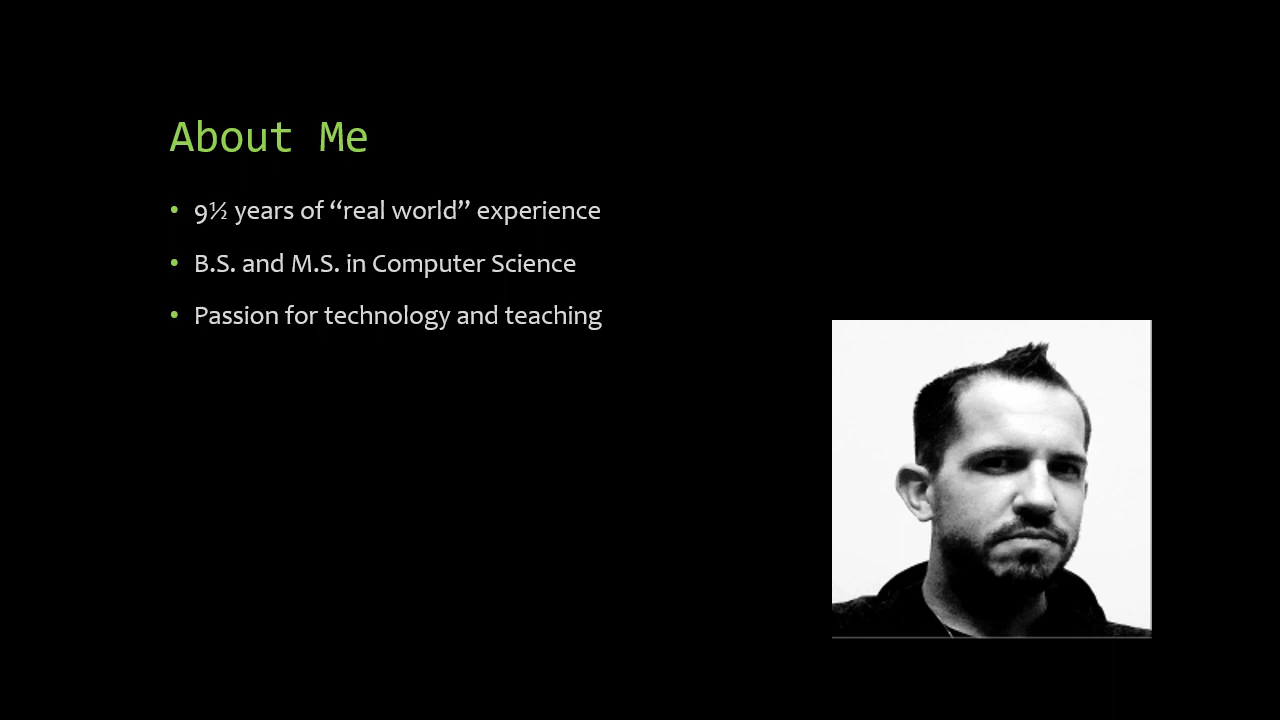 About Me
• 9½ years of “real world” experience
• B.S. and M.S. in Computer Science
• Passion for technology and teaching